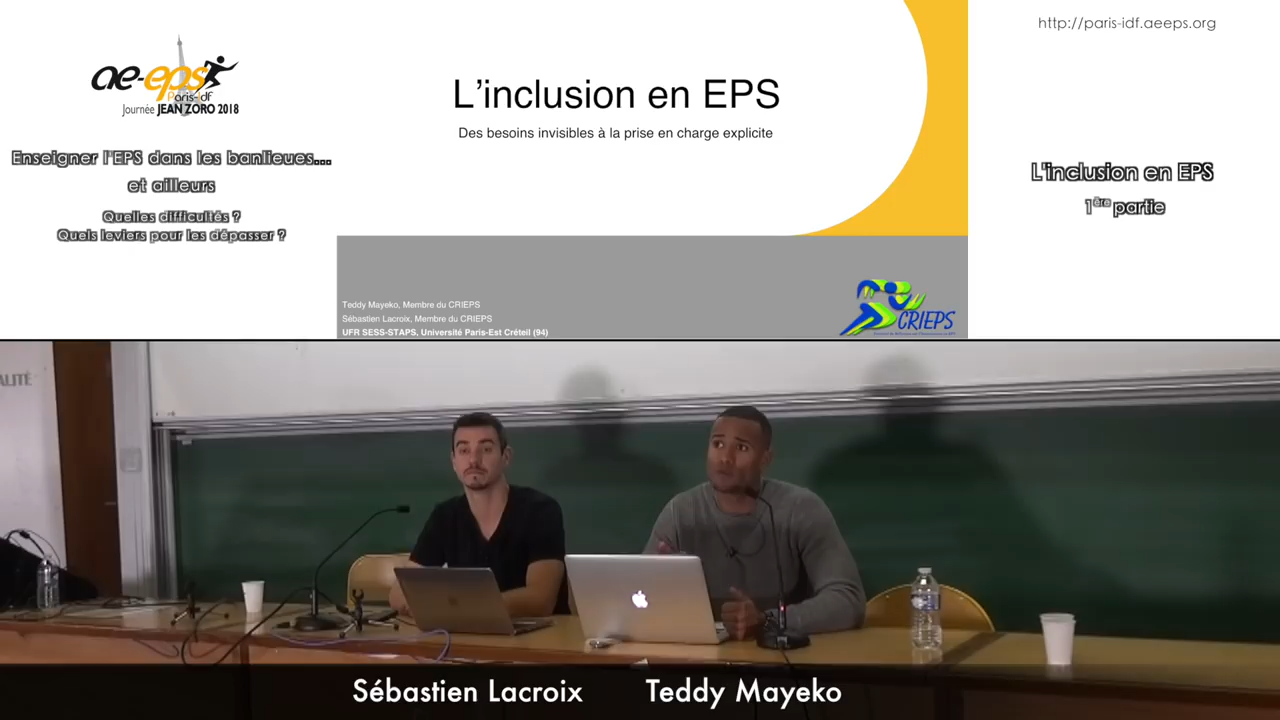 ae-eps
Paris-idf
Journée JEAN ZORO 2018
Enseigner l'EPS dans les banlieues...
et ailleurs
Quelles difficultés ?
Quels leviers pour les dépasser ?
L'inclusion en EPS
Des besoins invisibles à la prise en charge explicite
Teddy Mayeko, Membre du CRIEPS
Sébastien Lacroix, Membre du CRIEPS
UFR SESS-STAPS, Université Paris-Est Créteil (94)
CRIEPS
http://paris-idf.aeeps.org
L'inclusion en EPS
1ère partie
ALITÉ
Sébastien Lacroix Teddy Mayeko